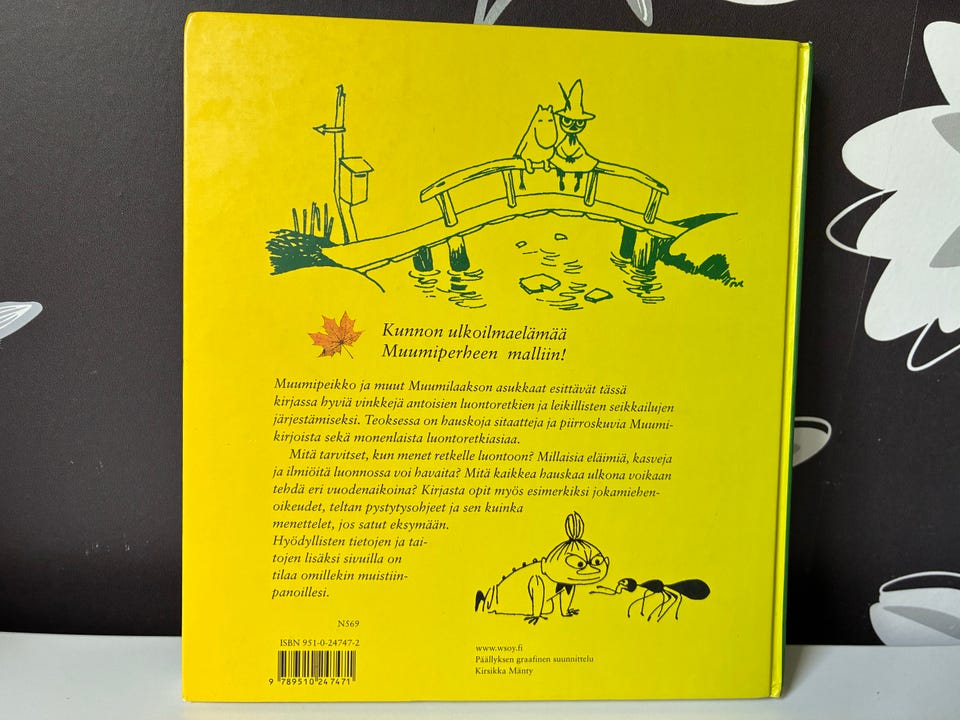 Kunnon ulkoilmaelämää
Muumiperheen malliin!
Muumipeikko ja muut Muumilaakson asukkaat esittävät tässä
kirjassa hyviä vinkkejä antoisien luontoretkien ja leikillisten seikkailujen
järjestämiseksi. Teoksessa on hauskoja sitaatteja ja piirroskuvia Muumi-
kirjoista sekä monenlaista luontoretkiasiaa.
Mitä tarvitset, kun menet retkelle luontoon? Millaisia eläimiä, kasveja
ja ilmiöitä luonnossa voi havaita? Mitä kaikkea hauskaa ulkona voikaan
tehdä eri vuodenaikoina? Kirjasta opit myös esimerkiksi jokamiehen-
oikeudet, teltan pystytysohjeet ja sen kuinka
menettelet, jos satut eksymään.
Hyödyllisten tietojen ja tai-
tojen lisäksi sivuilla on
tilaa omillekin muistiin-
panoillesi.
N569
ISBN 951-0-24747-2
9 789510 247471
www.wsoy.fi
Päällyksen graafinen suunnittelu
Kirsikka Mänty